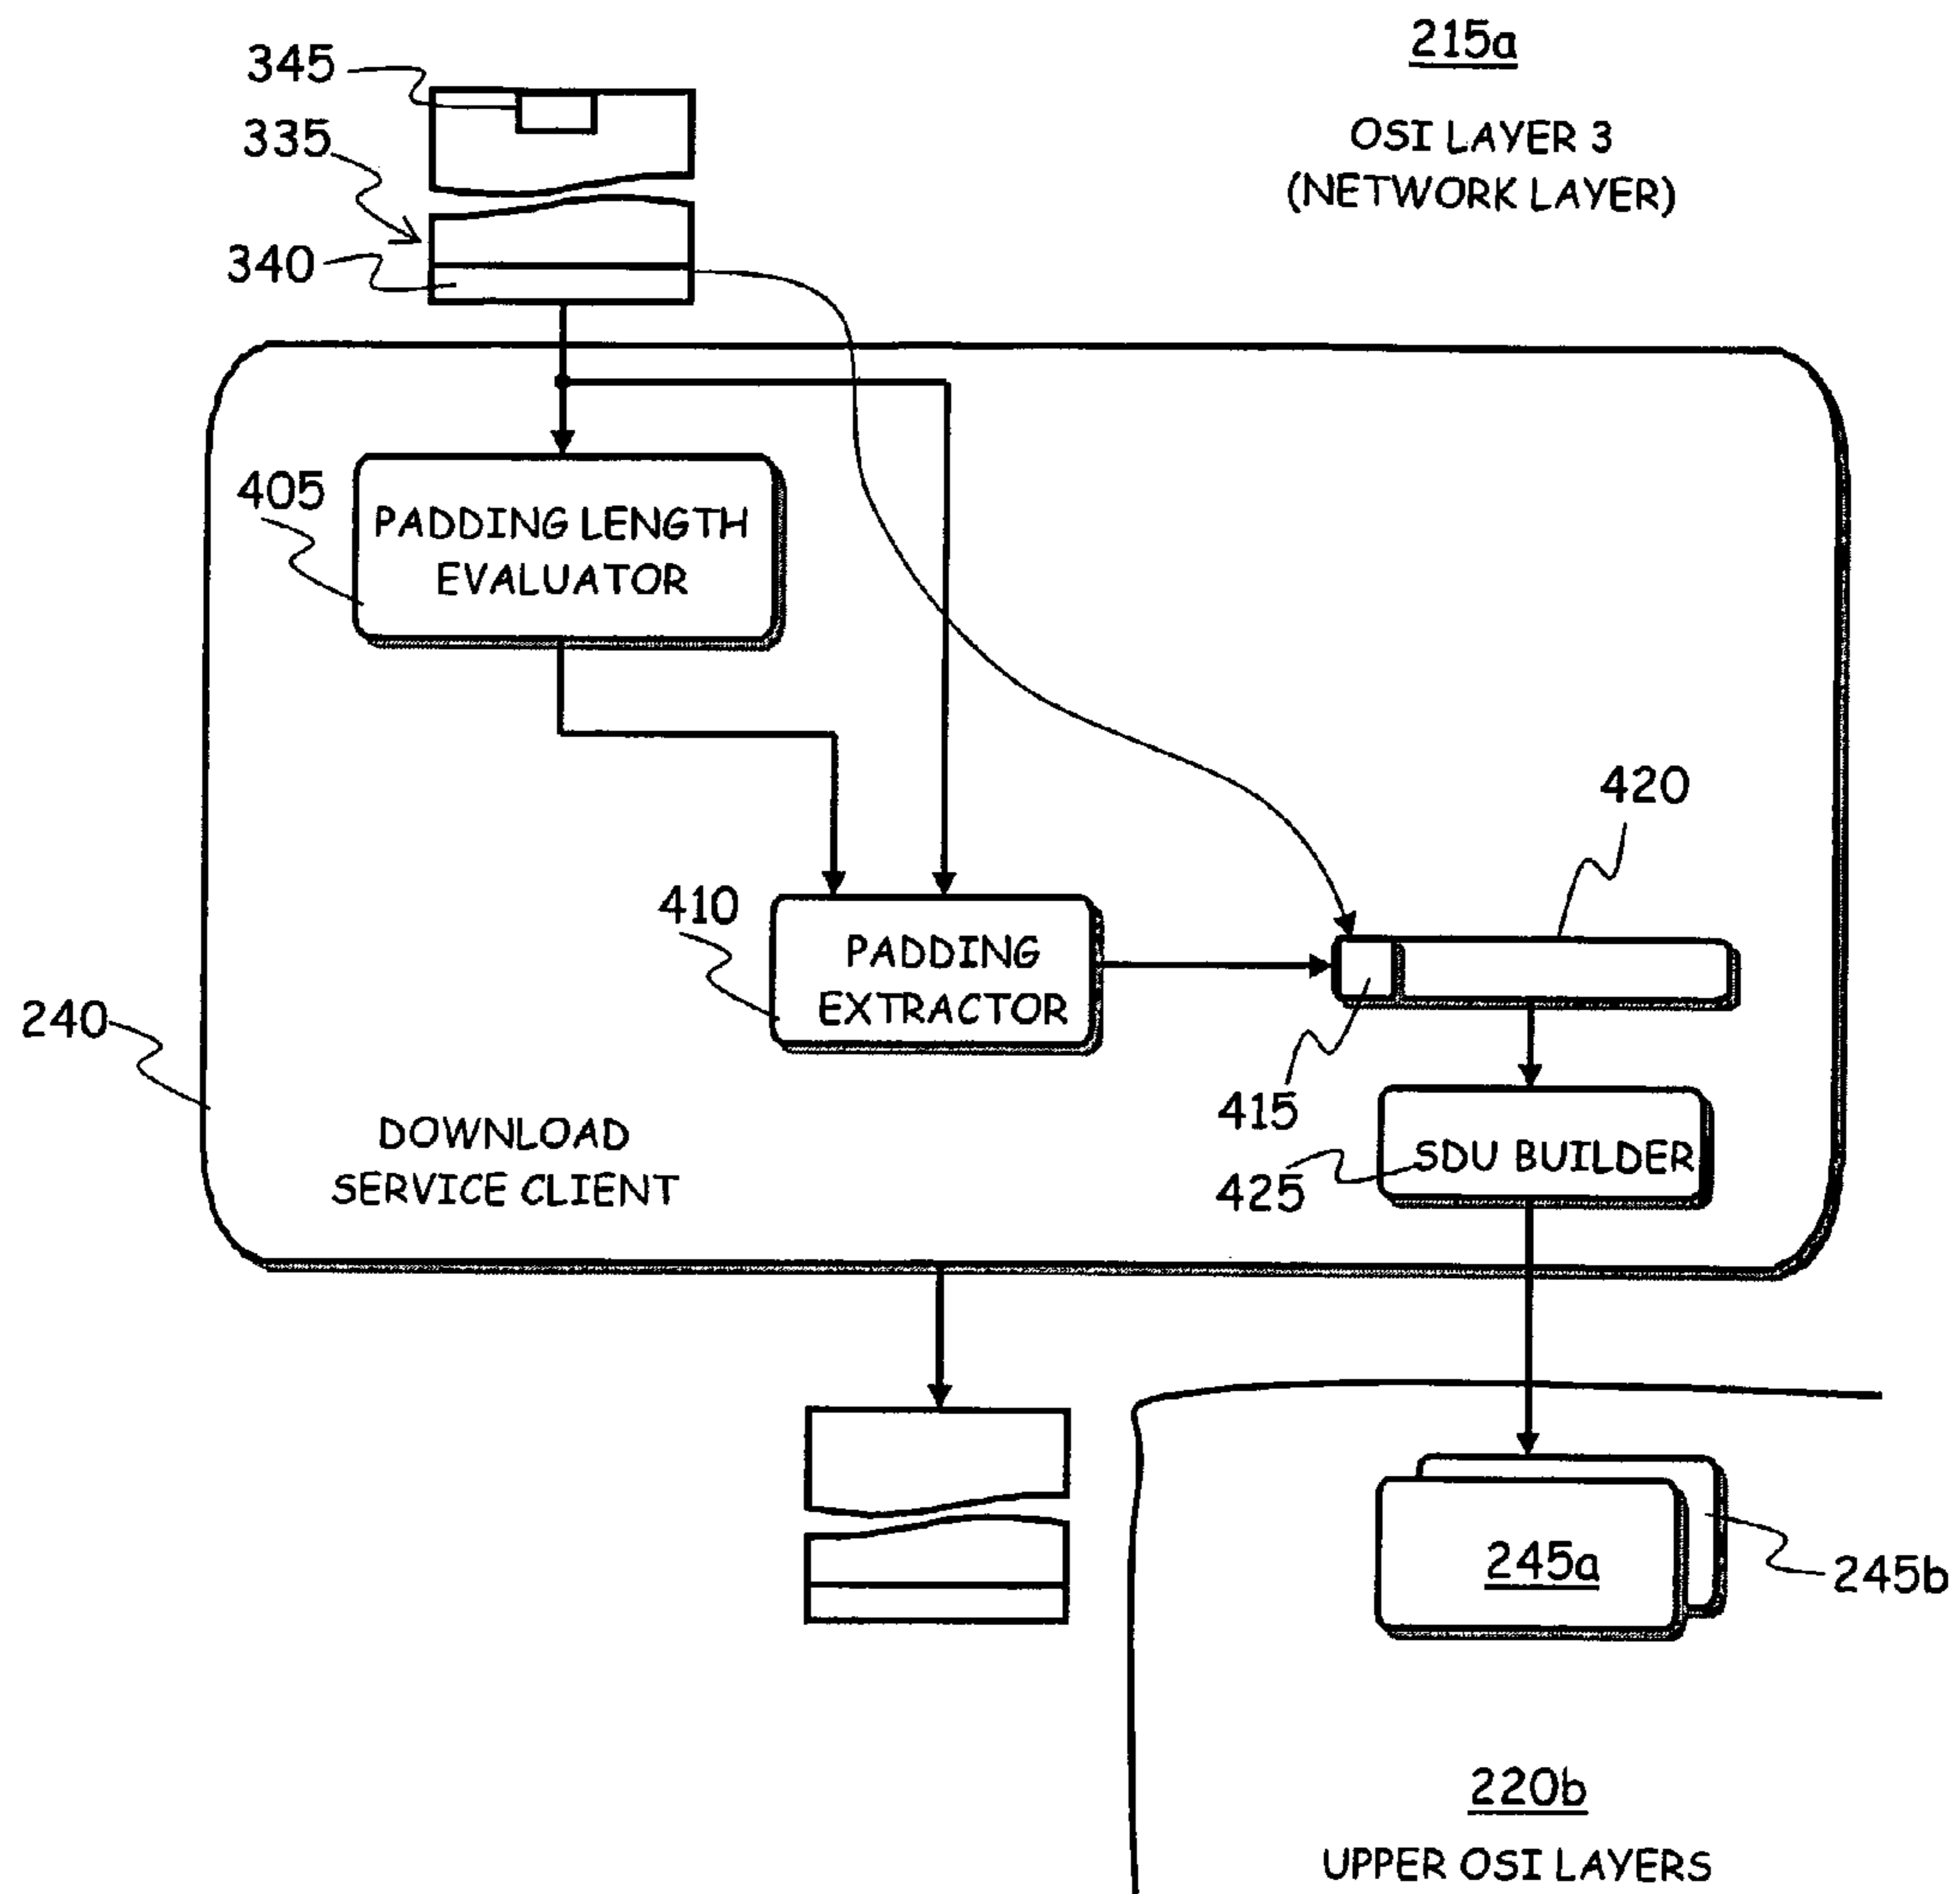 215a
OSI LAYER 3
(NETWORK LAYER)
345
335
340
405
PADDING LENGTH
EVALUATOR
420
410
PADDING
EXTRACTOR
240
415
DOWNLOAD
SERVICE CLIENT
SDU BUILDER
425
245a
245b
220b
UPPER OSI LAYERS